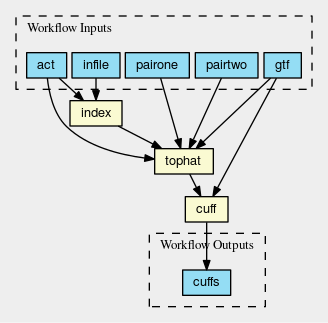 Workflow Inputs
act infile pairone pairtwo gtf
index
tophat
cuff
Workflow Outputs
cuffs